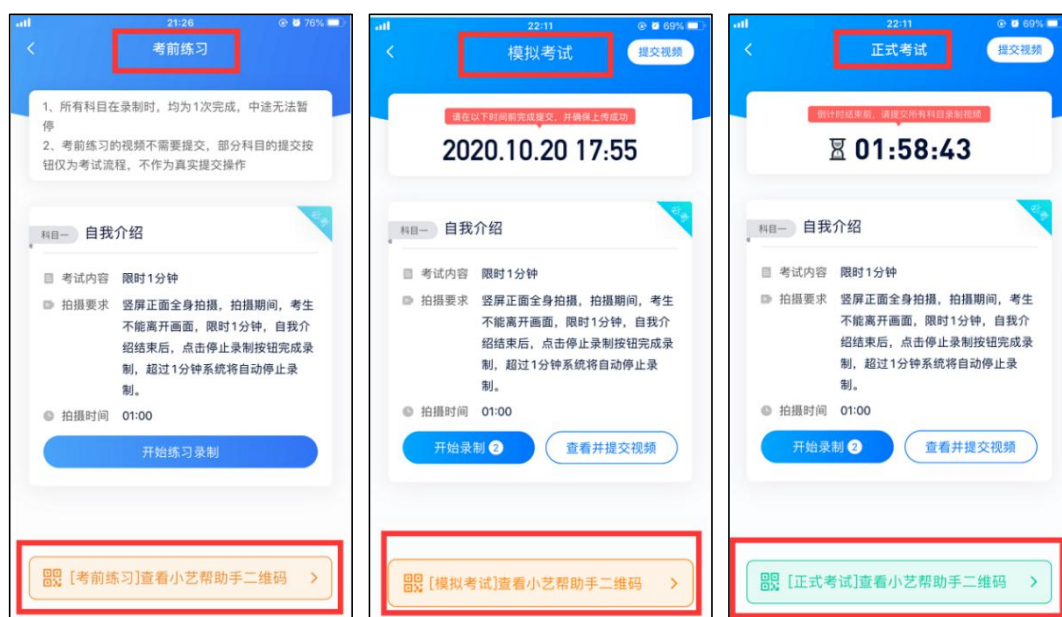 21:26
76%
考前练习
1、所有科目在录制时，均为1次完成，中途无法暂
停
2、考前练习的视频不需要提交，部分科目的提交按
钮仅为考试流程，不作为真实提交操作
必考
科目一 自我介绍
考试内容 限时1分钟
拍摄要求 竖屏正面全身拍摄，拍摄期间，考生
不能离开画面，限时1分钟，自我介
绍结束后，点击停止录制按钮完成录
制，超过1分钟系统将自动停止录
制。
拍摄时间 01:00
开始练习录制
[考前练习]查看小艺帮助手二维码
22:11
69%
模拟考试
提交视频
请在以下时间前完成提交，并确保上传成功
2020.10.20 17:55
必考
科目一 自我介绍
考试内容 限时1分钟
拍摄要求 竖屏正面全身拍摄，拍摄期间，考生
不能离开画面，限时1分钟，自我介
绍结束后，点击停止录制按钮完成录
制，超过1分钟系统将自动停止录
制。
拍摄时间 01:00
开始录制 2
查看并提交视频
[模拟考试]查看小艺帮助手二维码
22:11
69%
正式考试
提交视频
倒计时结束前，请提交所有科目录制视频
01:58:43
必考
科目一 自我介绍
考试内容 限时1分钟
拍摄要求 竖屏正面全身拍摄，拍摄期间，考生
不能离开画面，限时1分钟，自我介
绍结束后，点击停止录制按钮完成录
制，超过1分钟系统将自动停止录
制。
拍摄时间 01:00
开始录制 2
查看并提交视频
[正式考试]查看小艺帮助手二维码